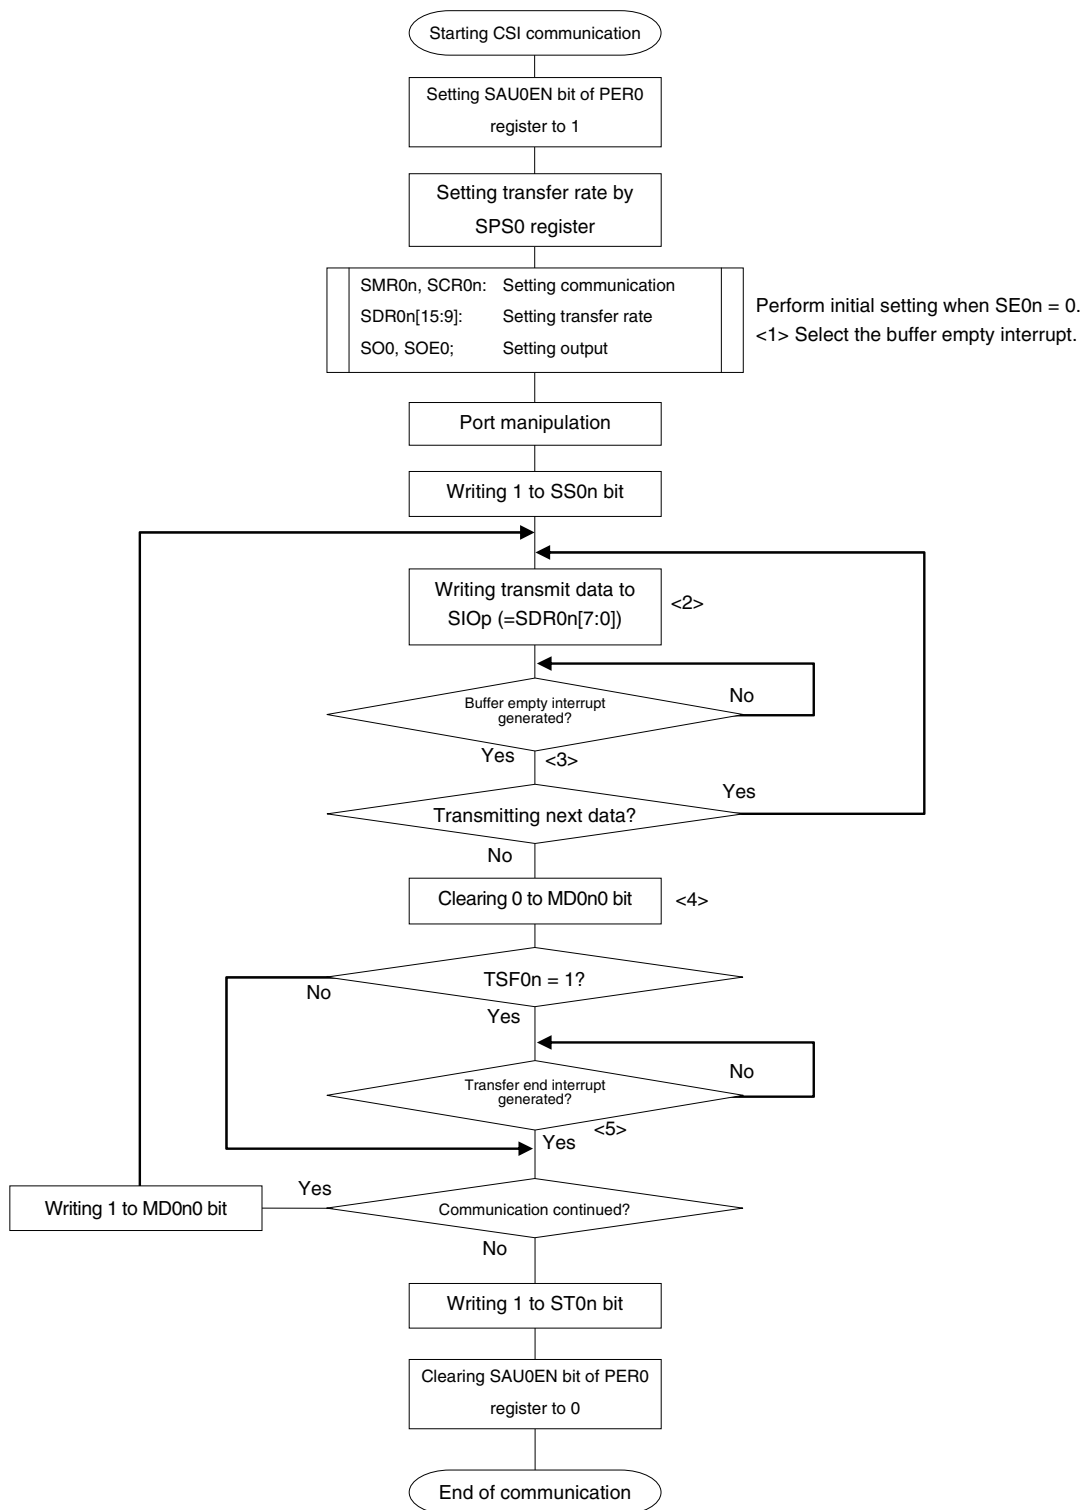 Starting CSI communication
Setting SAU0EN bit of PER0
register to 1
Setting transfer rate by
SPS0 register
SMR0n, SCR0n: Setting communication
SDR0n[15:9]: Setting transfer rate
SO0, SOE0; Setting output
Perform initial setting when SE0n = 0.
<1> Select the buffer empty interrupt.
Port manipulation
Writing 1 to SS0n bit
Writing transmit data to
SIOp (=SDR0n[7:0])
<2>
Buffer empty interrupt
generated?
No
Yes
<3>
Transmitting next data?
Yes
No
Clearing 0 to MD0n0 bit
<4>
TSF0n = 1?
No
Yes
Transfer end interrupt
generated?
No
<5>
Yes
Communication continued?
Yes
Writing 1 to MD0n0 bit
No
Writing 1 to ST0n bit
Clearing SAU0EN bit of PER0
register to 0
End of communication